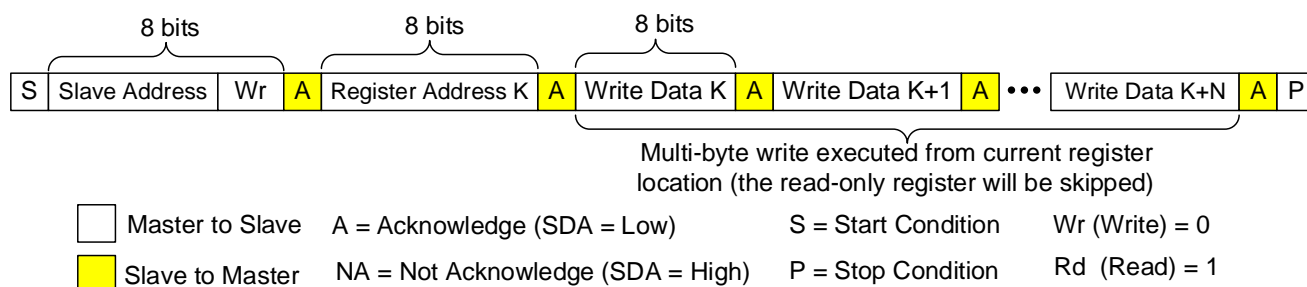 8 bits 8 bits 8 bits
S Slave Address Wr A Register Address K A Write Data K A Write Data K+1 A ••• Write Data K+N A P
Multi-byte write executed from current register
location (the read-only register will be skipped)
Master to Slave A = Acknowledge (SDA = Low) S = Start Condition Wr (Write) = 0
Slave to Master NA = Not Acknowledge (SDA = High) P = Stop Condition Rd (Read) = 1